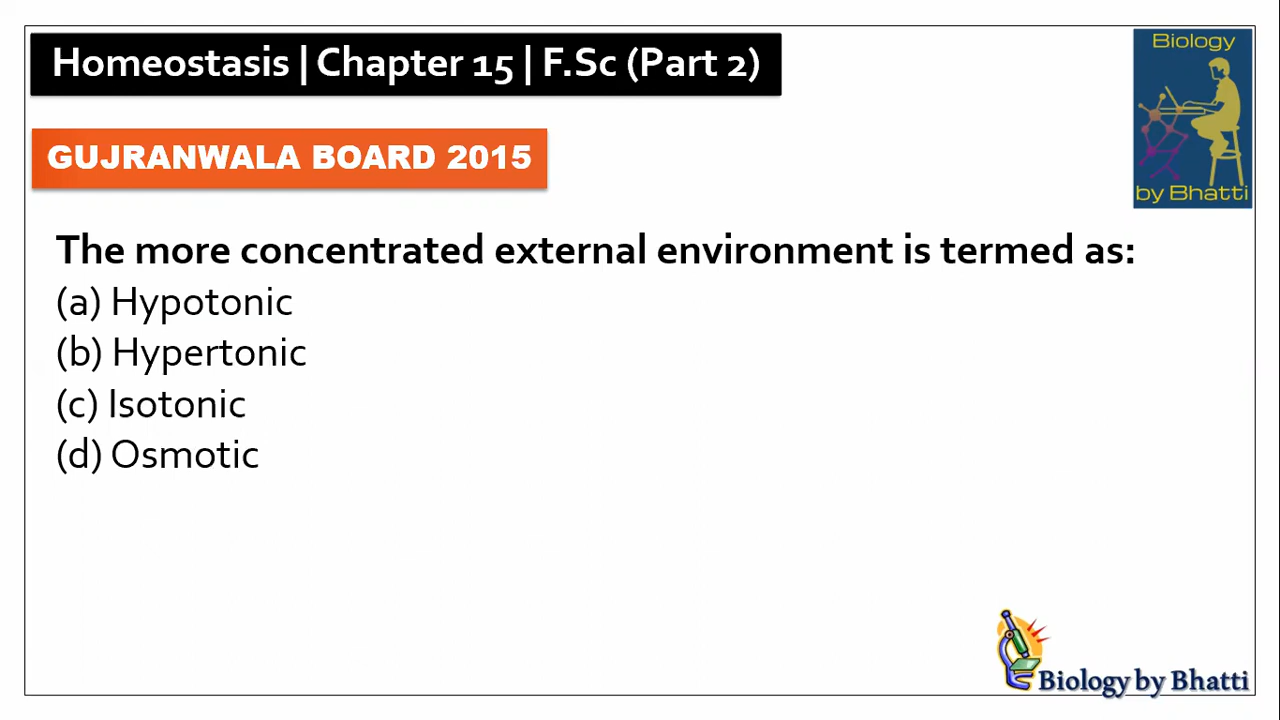 Homeostasis | Chapter 15 | F.Sc (Part 2)
Biology
by Bhatti
GUJRANWALA BOARD 2015
The more concentrated external environment is termed as:
(a) Hypotonic
(b) Hypertonic
(c) Isotonic
(d) Osmotic
Biology by Bhatti